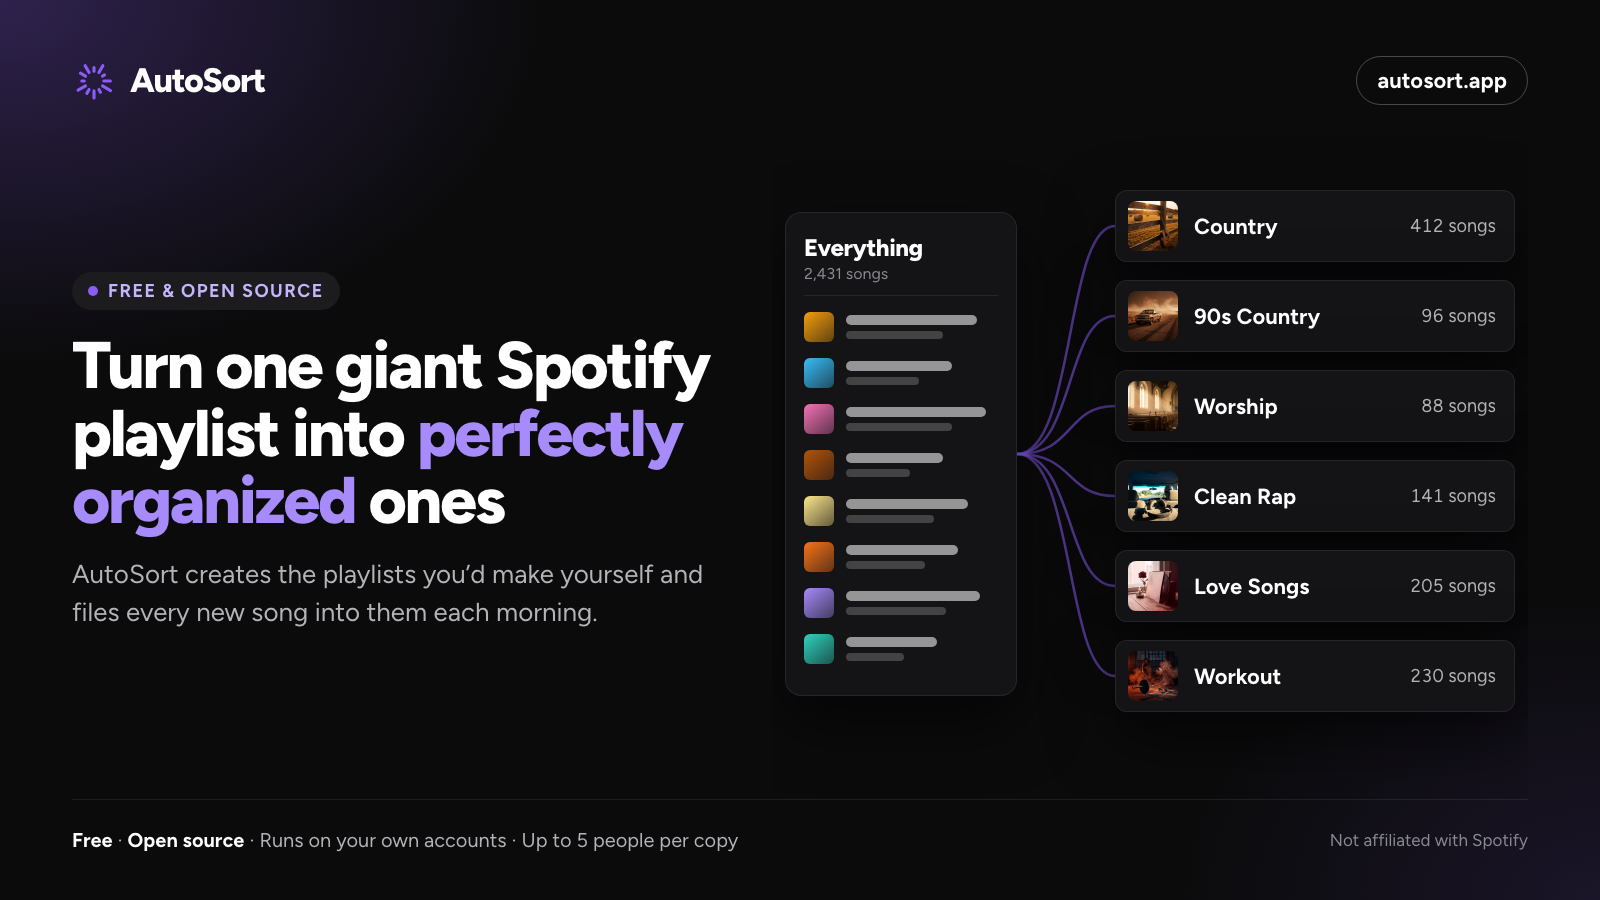 AutoSort
autosort.app
FREE & OPEN SOURCE
Turn one giant Spotify
playlist into perfectly
organized ones
AutoSort creates the playlists you’d make yourself and
files every new song into them each morning.
Everything
2,431 songs
Country 412 songs
90s Country 96 songs
Worship 88 songs
Clean Rap 141 songs
Love Songs 205 songs
Workout 230 songs
Free · Open source · Runs on your own accounts · Up to 5 people per copy
Not affiliated with Spotify